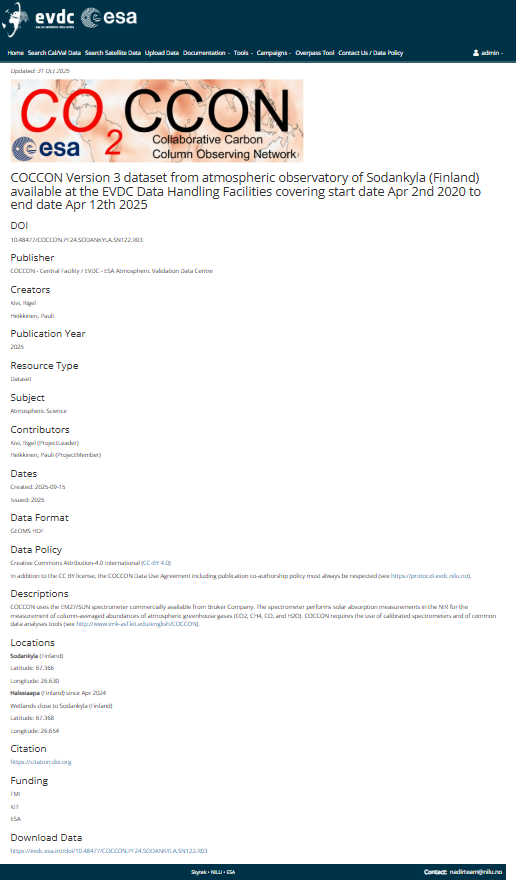 evdc esa
Home Search Cal/Val Data Search Satellite Data Upload Data Documentation - Tools - Campaigns - Overpass Tool Contact Us / Data Policy admin -
Updated: 31 Oct 2025
CO2 CCON
esa Collaborative Carbon
Column Observing Network
COCCON Version 3 dataset from atmospheric observatory of Sodankyla (Finland)
available at the EVDC Data Handling Facilities covering start date Apr 2nd 2020 to
end date Apr 12th 2025
DOI
10.48477/COCCON.PF24.SODANKYLA.SN122.R03
Publisher
COCCON - Central Facility / EVDC - ESA Atmospheric Validation Data Centre
Creators
Kivi, Rigel
Heikkinen, Pauli
Publication Year
2025
Resource Type
Dataset
Subject
Atmospheric Science
Contributors
Kivi, Rigel (ProjectLeader)
Heikkinen, Pauli (ProjectMember)
Dates
Created: 2025-09-15
Issued: 2025
Data Format
GEOMS HDF
Data Policy
Creative Commons Attribution-4.0 International (CC-BY 4.0)
In addition to the CC BY license, the COCCON Data Use Agreement including publication co-authorship policy must always be respected (see https://protocol.evdc.nilu.no).
Descriptions
COCCON uses the EM27/SUN spectrometer commercially available from Bruker Company. The spectrometer performs solar absorption measurements in the NIR for the
measurement of column-averaged abundances of atmospheric greenhouse gases (CO2, CH4, CO, and H2O). COCCON requires the use of calibrated spectrometers and of common
data analyses tools (see http://www.imk-asf.kit.edu/english/COCCON).
Locations
Sodankyla (Finland)
Latitude: 67.366
Longitude: 26.630
Halssiaapa (Finland) since Apr 2024
Wetlands close to Sodankyla (Finland)
Latitude: 67.368
Longitude: 26.654
Citation
https://citation.doi.org
Funding
FMI
KIT
ESA
Download Data
https://evdc.esa.int/doi/10.48477/COCCON.PF24.SODANKYLA.SN122.R03
Skytek • NILU • ESA
Contact: nadirteam@nilu.no